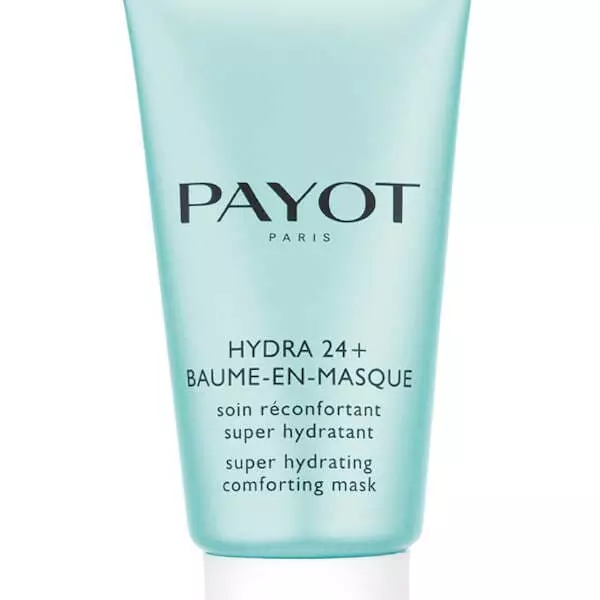 PAYOT
PARIS
HYDRA 24+
BAUME-EN-MASQUE
soin réconfortant
super hydratant
super hydrating
comforting mask